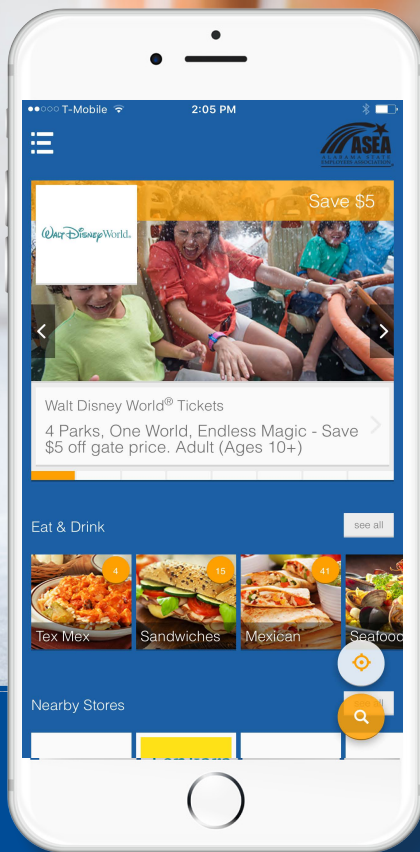 T-Mobile
2:05 PM
ASEA
ALABAMA STATE
EMPLOYEES ASSOCIATION
Save $5
Walt Disney World.
Walt Disney World® Tickets
4 Parks, One World, Endless Magic - Save
$5 off gate price. Adult (Ages 10+)
Eat & Drink
see all
4
15
41
Tex Mex
Sandwiches
Mexican
Seafood
Nearby Stores
see all